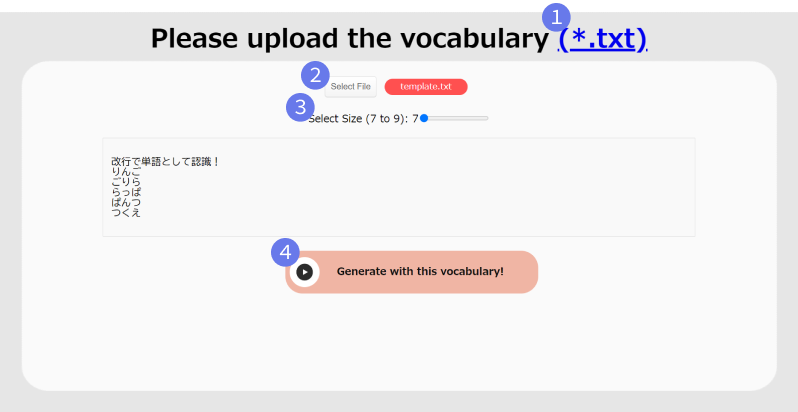 1
Please upload the vocabulary (*.txt)
2
Select File template.txt
3
Select Size (7 to 9): 7
改行で単語として認識！
りんご
ごりら
らっぱ
ぱんつ
つくえ
4
Generate with this vocabulary!